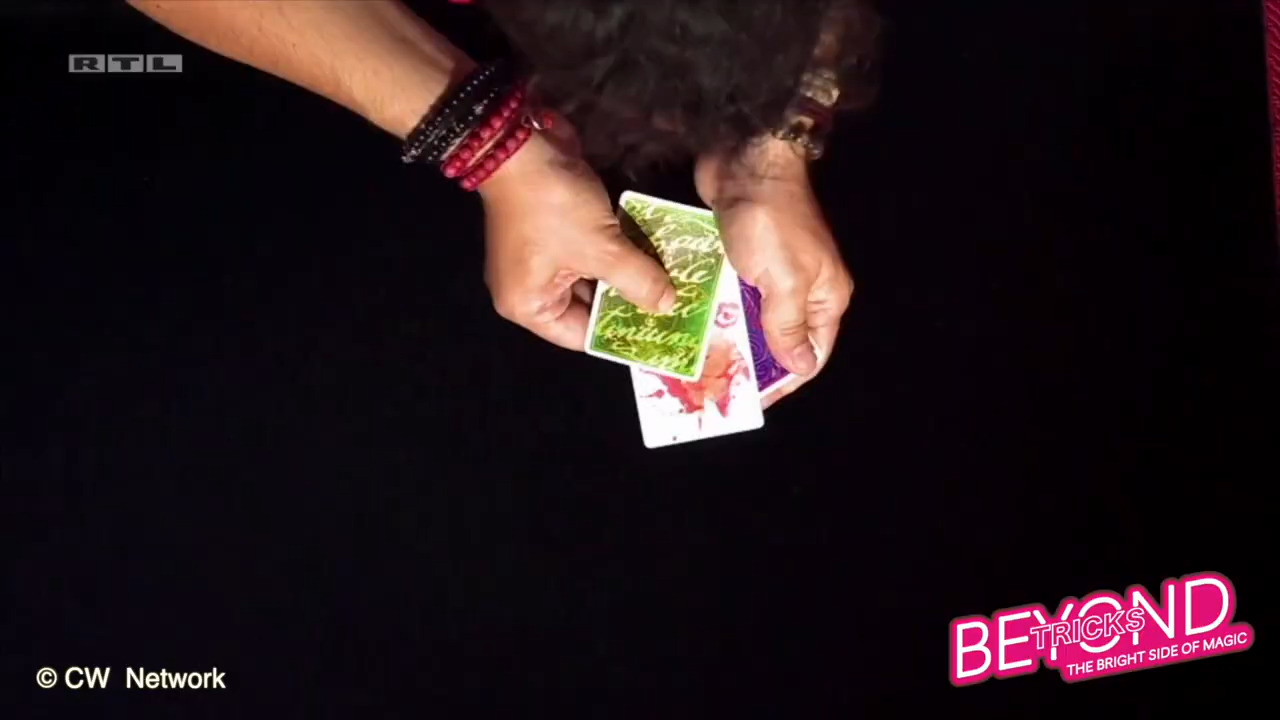 RTL
BEYOND
TRICKS
THE BRIGHT SIDE OF MAGIC
© CW Network